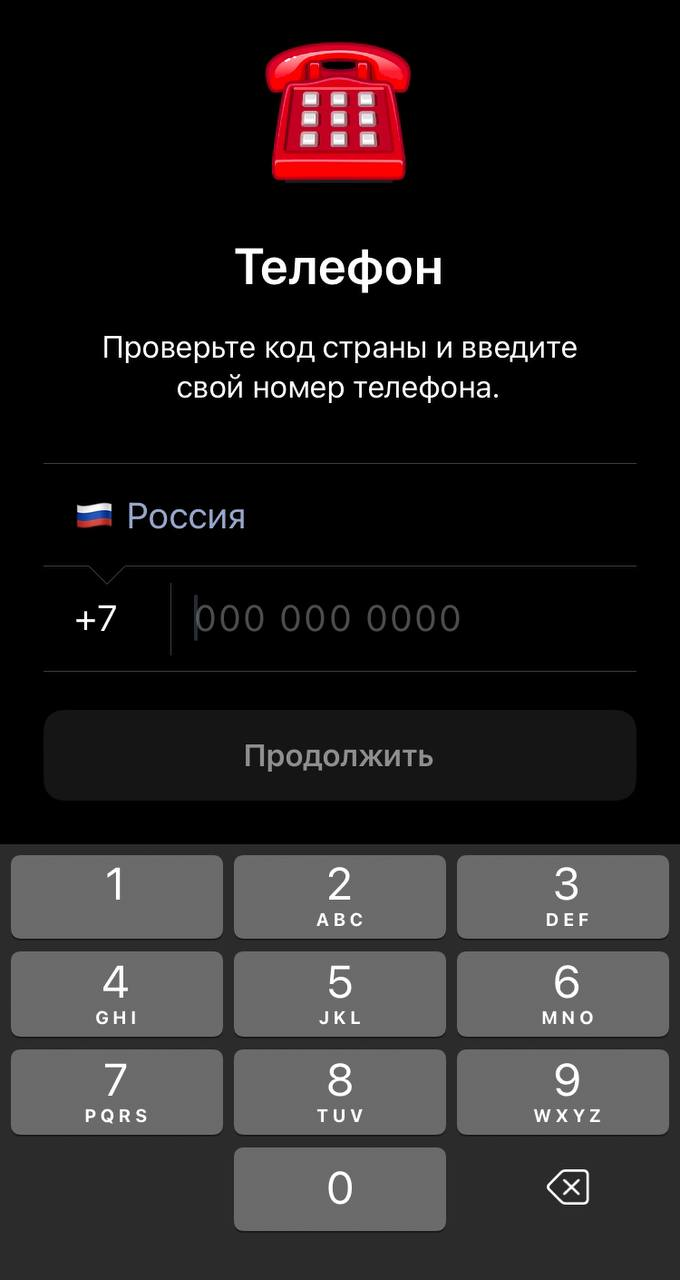 Телефон
Проверьте код страны и введите
свой номер телефона.
Россия
+7 000 000 0000
Продолжить
1 2 3
ABC DEF
4 5 6
GHI JKL MNO
7 8 9
PQRS TUV WXYZ
0